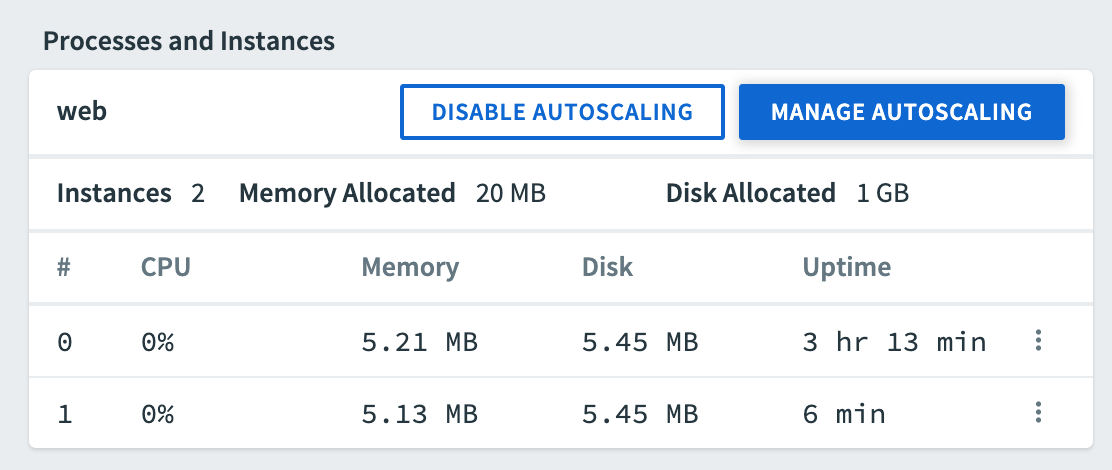 Processes and Instances
web DISABLE AUTOSCALING MANAGE AUTOSCALING
Instances 2 Memory Allocated 20 MB Disk Allocated 1 GB
# CPU Memory Disk Uptime
0 0% 5.21 MB 5.45 MB 3 hr 13 min
1 0% 5.13 MB 5.45 MB 6 min